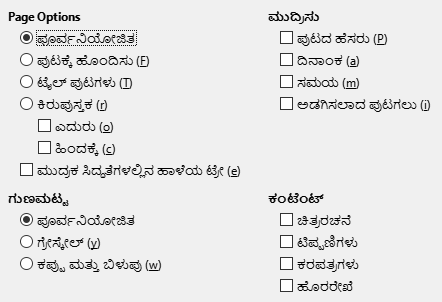 Page Options
ಪೂರ್ವನಿಯೋಜಿತ
ಪುಟಕ್ಕೆ ಹೊಂದಿಸು (F)
ಟೈಲ್ ಪುಟಗಳು (T)
ಕಿರುಪುಸ್ತಕ (r)
ಎದುರು (o)
ಹಿಂದಕ್ಕೆ (c)
ಮುದ್ರಕ ಸಿದ್ಧತೆಗಳಲ್ಲಿನ ಹಾಳೆಯ ಟ್ರೇ (e)
ಗುಣಮಟ್ಟ
ಪೂರ್ವನಿಯೋಜಿತ
ಗ್ರೇಸ್ಕೇಲ್ (y)
ಕಪ್ಪು ಮತ್ತು ಬಿಳುಪು (w)
ಮುದ್ರಿಸು
ಪುಟದ ಹೆಸರು (P)
ದಿನಾಂಕ (a)
ಸಮಯ (m)
ಅಡಗಿಸಲಾದ ಪುಟಗಲು (i)
ಕಂಟೆಂಟ್
ಚಿತ್ರರಚನೆ
ಟಿಪ್ಪಣಿಗಳು
ಕರಪತ್ರಗಳು
ಹೊರರೇಖೆ